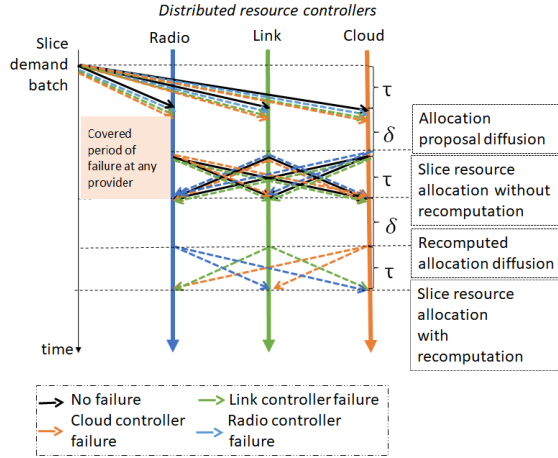 Distributed resource controllers
Slice
demand
batch
Radio
Link
Cloud
τ
δ
τ
δ
τ
Covered
period of
failure at any
provider
Allocation
proposal diffusion
Slice resource
allocation without
recomputation
Recomputed
allocation diffusion
Slice resource
allocation
with
recomputation
time
No failure
Link controller failure
Cloud controller
failure
Radio controller
failure